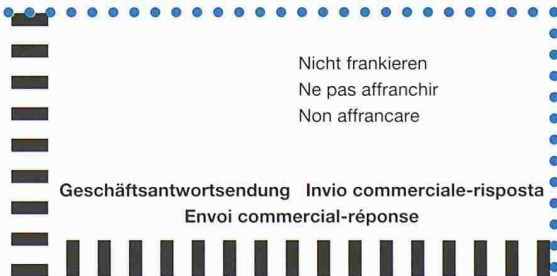 Nicht frankieren
Ne pas affranchir
Non affrancare
Geschäftsantwortsendung Invio commerciale-risposta
Envoi commercial-réponse